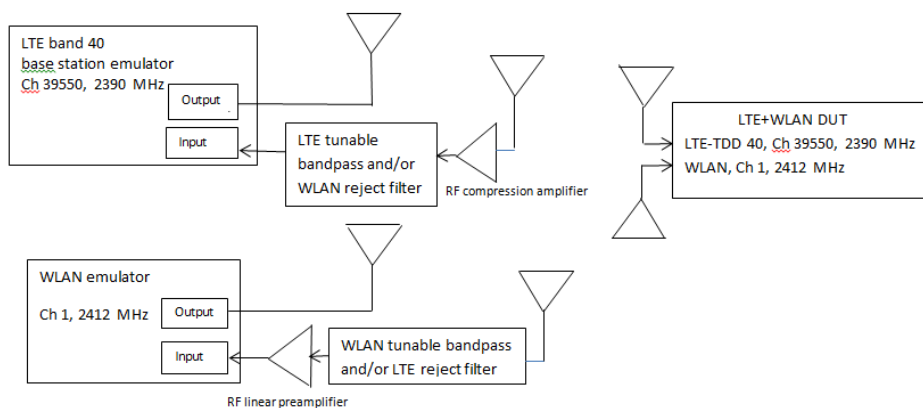 LTE band 40
base station emulator
Ch 39550, 2390 MHz
Output
Input
LTE tunable
bandpass and/or
WLAN reject filter
RF compression amplifier
LTE+WLAN DUT
LTE-TDD 40, Ch 39550, 2390 MHz
WLAN, Ch 1, 2412 MHz
WLAN emulator
Ch 1, 2412 MHz
Output
Input
WLAN tunable bandpass
and/or LTE reject filter
RF linear preamplifier